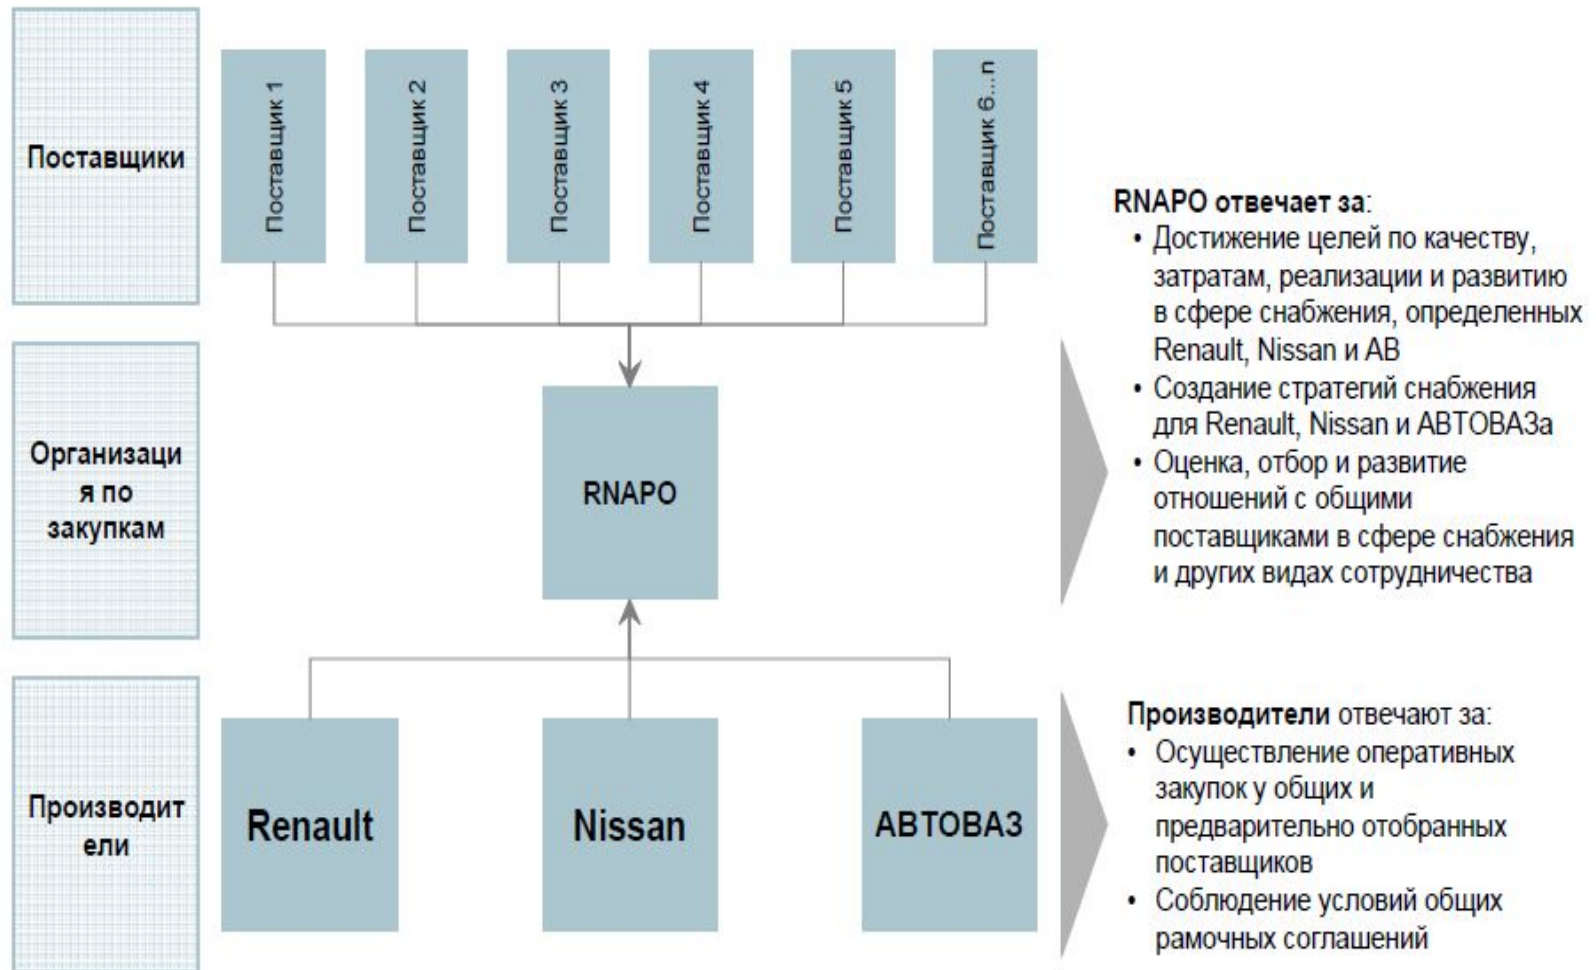 Поставщики
Поставщик 1
Поставщик 2
Поставщик 3
Поставщик 4
Поставщик 5
Поставщик 6...n
Организаци
я по
закупкам
RNAPO
RNAPO отвечает за:
• Достижение целей по качеству,
затратам, реализации и развитию
в сфере снабжения, определенных
Renault, Nissan и АВ
• Создание стратегий снабжения
для Renault, Nissan и АВТОВАЗа
• Оценка, отбор и развитие
отношений с общими
поставщиками в сфере снабжения
и других видах сотрудничества
Производит
ели
Renault
Nissan
АВТОВАЗ
Производители отвечают за:
• Осуществление оперативных
закупок у общих и
предварительно отобранных
поставщиков
• Соблюдение условий общих
рамочных соглашений